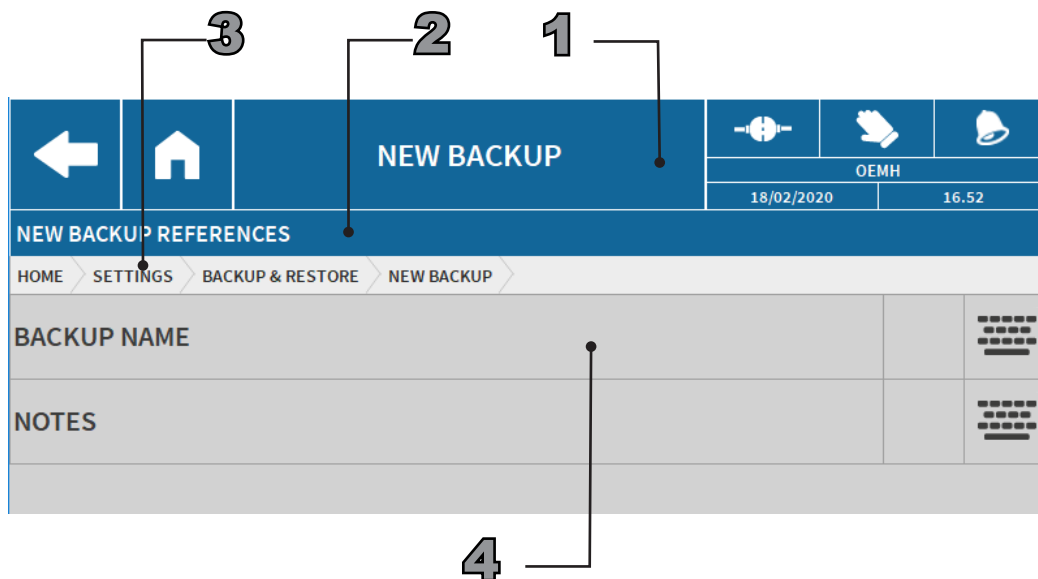 3 2 1
NEW BACKUP
OEMH
18/02/2020 16.52
NEW BACKUP REFERENCES
HOME SETTINGS BACKUP & RESTORE NEW BACKUP
BACKUP NAME
NOTES
4